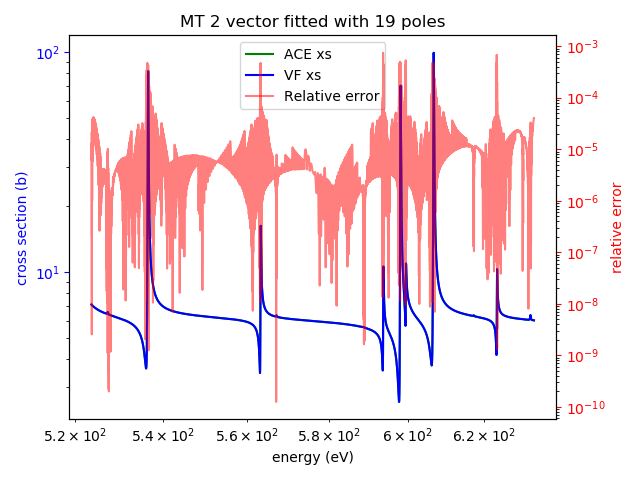 MT 2 vector fitted with 19 poles
ACE xs
VF xs
Relative error
cross section (b)
10²
10¹
relative error
10⁻³
10⁻⁴
10⁻⁵
10⁻⁶
10⁻⁷
10⁻⁸
10⁻⁹
10⁻¹⁰
5.2 × 10² 5.4 × 10² 5.6 × 10² 5.8 × 10² 6 × 10² 6.2 × 10²
energy (eV)